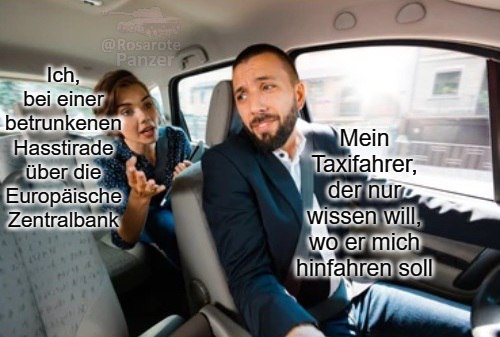 @Rosarote
Panzer
Ich,
bei einer
betrunkenen
Hasstirade
über die
Europäische
Zentralbank
Mein
Taxifahrer,
der nur
wissen will,
wo er mich
hinfahren soll